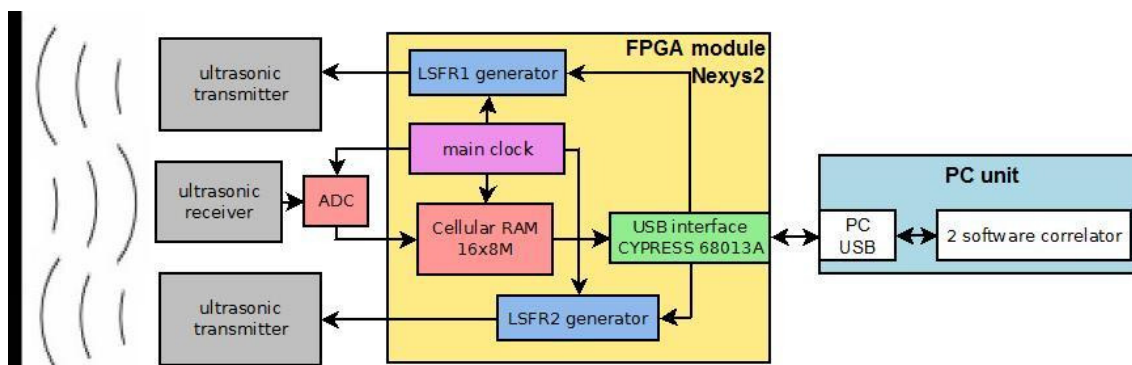 FPGA module
Nexys2
ultrasonic
transmitter
LSFR1 generator
main clock
PC unit
ultrasonic
receiver
ADC
Cellular RAM
16x8M
USB interface
CYPRESS 68013A
PC
USB
2 software correlator
ultrasonic
transmitter
LSFR2 generator